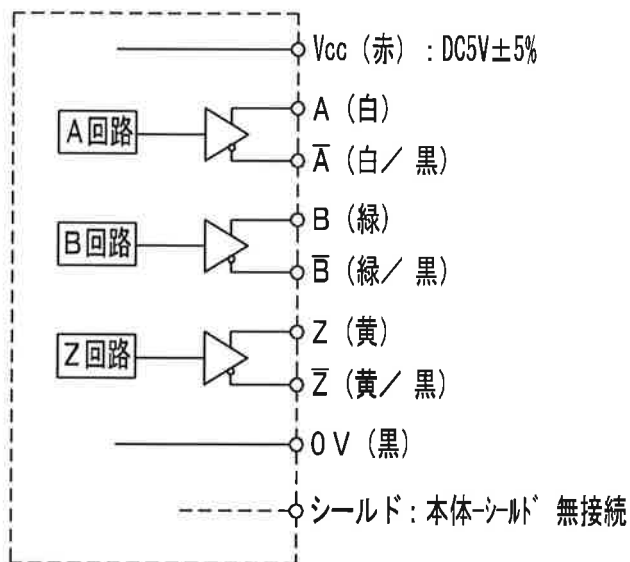 Vcc (赤) : DC5V±5%
A回路
A (白)
A̅ (白／ 黒)
B回路
B (緑)
B̅ (緑／ 黒)
Z回路
Z (黄)
Z̅ (黄／ 黒)
0V (黒)
シールド : 本体-ｼｰﾙﾄﾞ 無接続